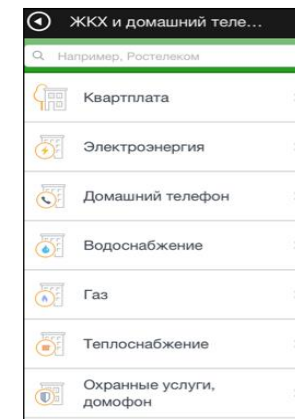 ЖКХ и домашний теле...
Например, Ростелеком
Квартплата
Электроэнергия
Домашний телефон
Водоснабжение
Газ
Теплоснабжение
Охранные услуги,
домофон